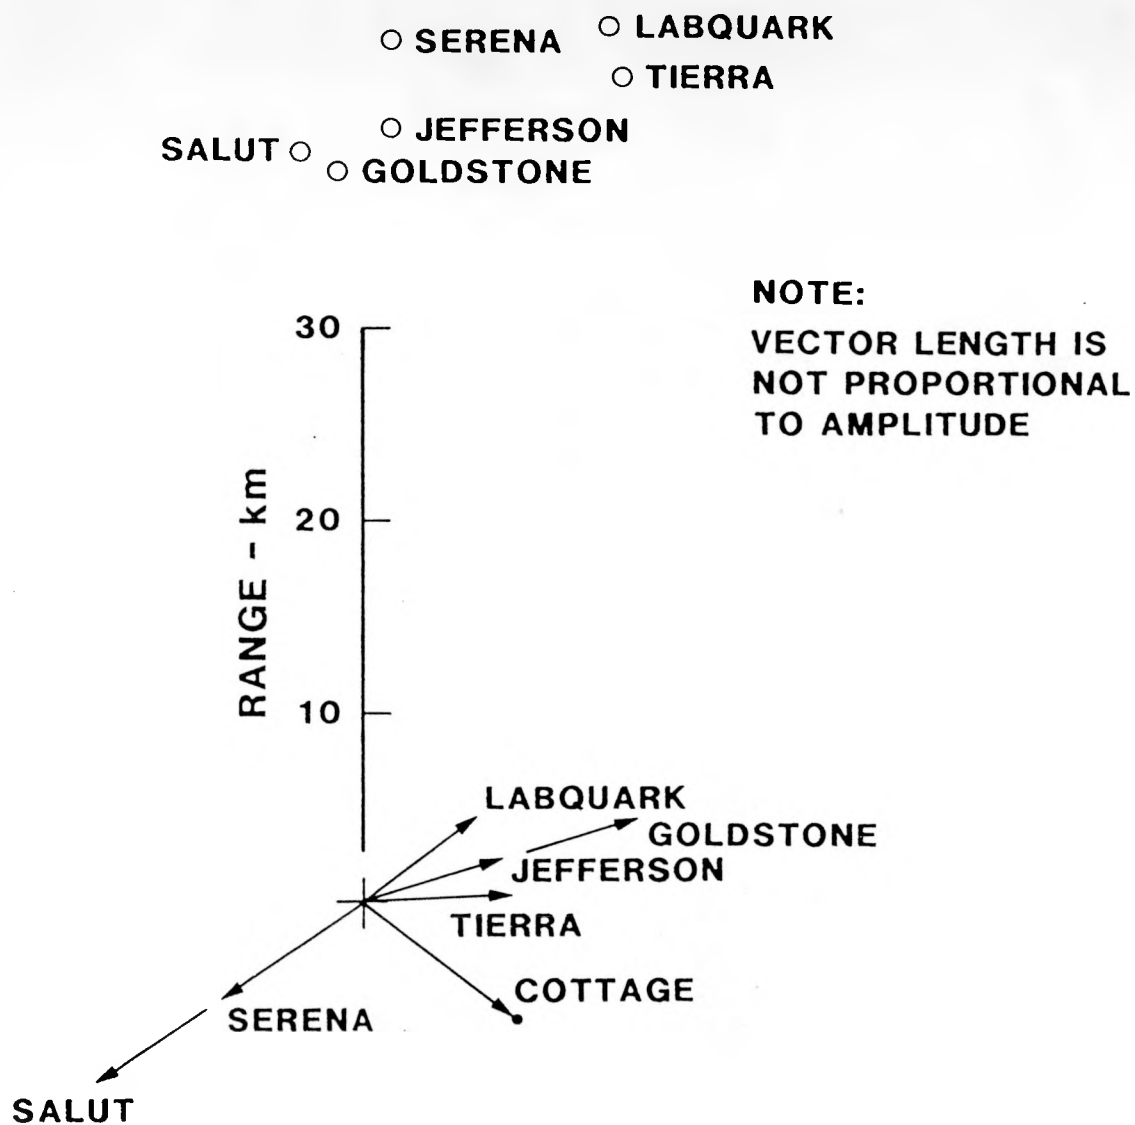 SERENA
LABQUARK
TIERRA
JEFFERSON
SALUT
GOLDSTONE
NOTE:
VECTOR LENGTH IS
NOT PROPORTIONAL
TO AMPLITUDE
30
20
10
RANGE - km
LABQUARK
GOLDSTONE
JEFFERSON
TIERRA
COTTAGE
SERENA
SALUT